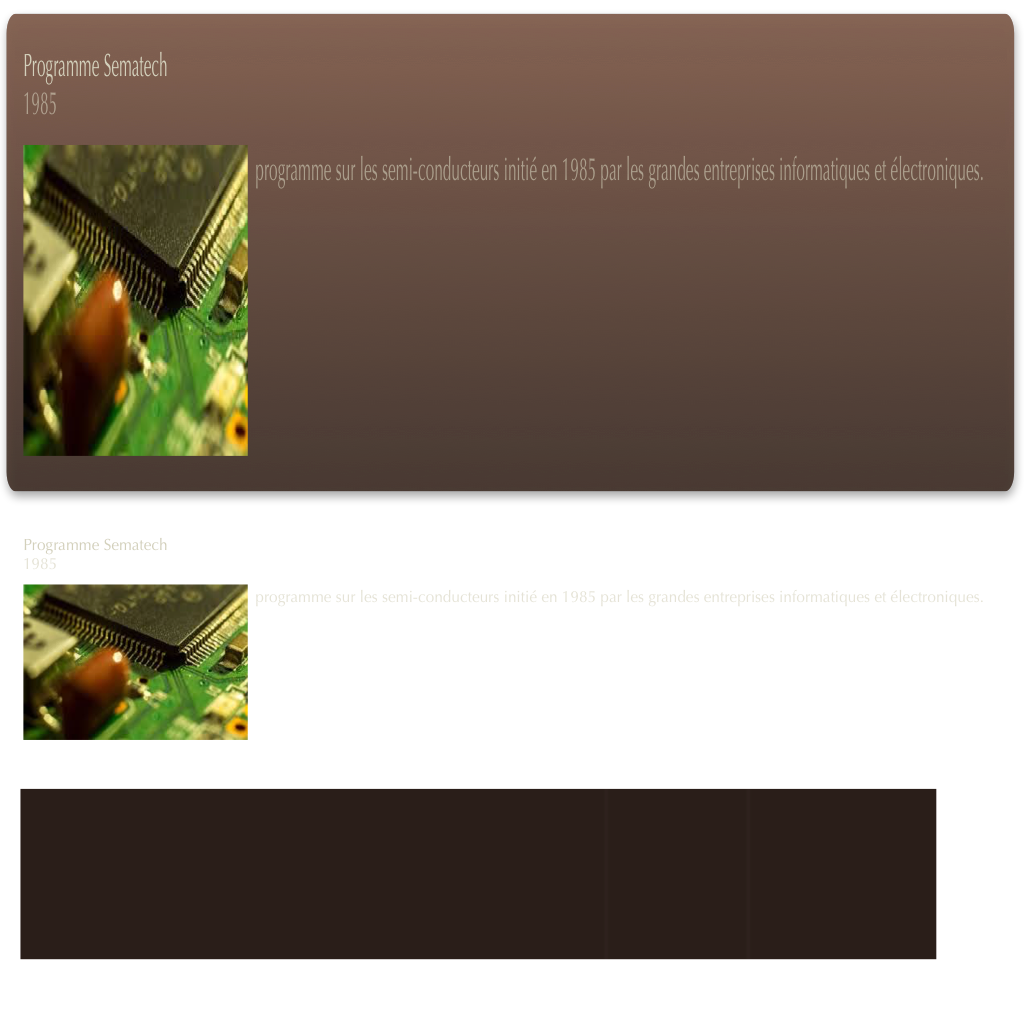 Programme Sematech
1985
programme sur les semi-conducteurs initié en 1985 par les grandes entreprises informatiques et électroniques.
Programme Sematech
1985
programme sur les semi-conducteurs initié en 1985 par les grandes entreprises informatiques et électroniques.